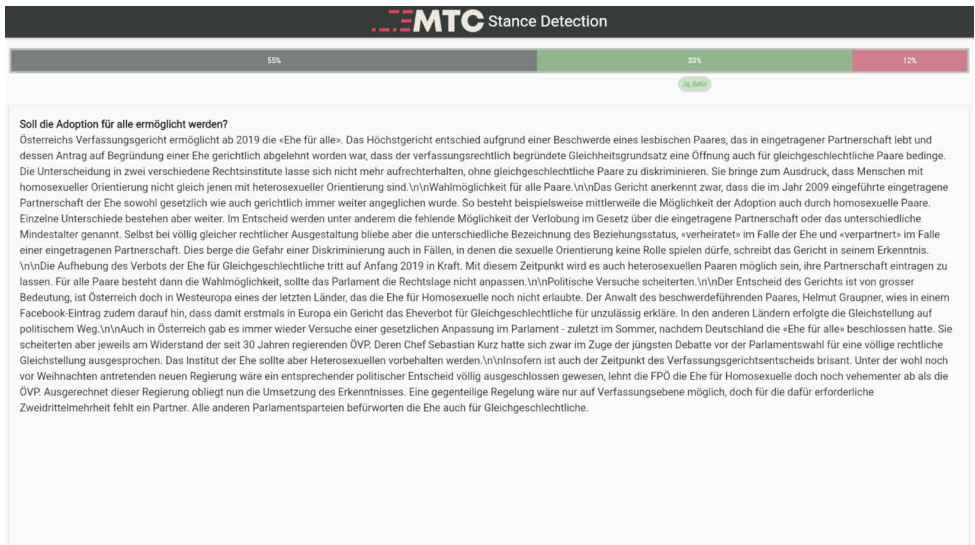 MTC Stance Detection
55% 33% 12%
Ja, dafür
Soll die Adoption für alle ermöglicht werden?
Österreichs Verfassungsgericht ermöglicht ab 2019 die «Ehe für alle». Das Höchstgericht entschied aufgrund einer Beschwerde eines lesbischen Paares, das in eingetragener Partnerschaft lebt und
dessen Antrag auf Begründung einer Ehe gerichtlich abgelehnt worden war, dass der verfassungsrechtlich begründete Gleichheitsgrundsatz eine Öffnung auch für gleichgeschlechtliche Paare bedinge.
Die Unterscheidung in zwei verschiedene Rechtsinstitute lasse sich nicht mehr aufrechterhalten, ohne gleichgeschlechtliche Paare zu diskriminieren. Sie bringe zum Ausdruck, dass Menschen mit
homosexueller Orientierung nicht gleich jenen mit heterosexueller Orientierung sind.\n\nWahlmöglichkeit für alle Paare.\n\nDas Gericht anerkennt zwar, dass die im Jahr 2009 eingeführte eingetragene
Partnerschaft der Ehe sowohl gesetzlich wie auch gerichtlich immer weiter angeglichen wurde. So besteht beispielsweise mittlerweile die Möglichkeit der Adoption auch durch homosexuelle Paare.
Einzelne Unterschiede bestehen aber weiter. Im Entscheid werden unter anderem die fehlende Möglichkeit der Verlobung im Gesetz über die eingetragene Partnerschaft oder das unterschiedliche
Mindestalter genannt. Selbst bei völlig gleicher rechtlicher Ausgestaltung bliebe aber die unterschiedliche Bezeichnung des Beziehungsstatus, «verheiratet» im Falle der Ehe und «verpartnert» im Falle
einer eingetragenen Partnerschaft. Dies berge die Gefahr einer Diskriminierung auch in Fällen, in denen die sexuelle Orientierung keine Rolle spielen dürfe, schreibt das Gericht in seinem Erkenntnis.
\n\nDie Aufhebung des Verbots der Ehe für Gleichgeschlechtliche tritt auf Anfang 2019 in Kraft. Mit diesem Zeitpunkt wird es auch heterosexuellen Paaren möglich sein, ihre Partnerschaft eintragen zu
lassen. Für alle Paare besteht dann die Wahlmöglichkeit, sollte das Parlament die Rechtslage nicht anpassen.\n\nPolitische Versuche scheiterten.\n\nDer Entscheid des Gerichts ist von grosser
Bedeutung, ist Österreich doch in Westeuropa eines der letzten Länder, das die Ehe für Homosexuelle noch nicht erlaubte. Der Anwalt des beschwerdeführenden Paares, Helmut Graupner, wies in einem
Facebook-Eintrag zudem darauf hin, dass damit erstmals in Europa ein Gericht das Eheverbot für Gleichgeschlechtliche für unzulässig erkläre. In den anderen Ländern erfolgte die Gleichstellung auf
politischem Weg.\n\nAuch in Österreich gab es immer wieder Versuche einer gesetzlichen Anpassung im Parlament - zuletzt im Sommer, nachdem Deutschland die «Ehe für alle» beschlossen hatte. Sie
scheiterten aber jeweils am Widerstand der seit 30 Jahren regierenden ÖVP. Deren Chef Sebastian Kurz hatte sich zwar im Zuge der jüngsten Debatte vor der Parlamentswahl für eine völlige rechtliche
Gleichstellung ausgesprochen. Das Institut der Ehe sollte aber Heterosexuellen vorbehalten werden.\n\nInsofern ist auch der Zeitpunkt des Verfassungsgerichtsentscheids brisant. Unter der wohl noch
vor Weihnachten antretenden neuen Regierung wäre ein entsprechender politischer Entscheid völlig ausgeschlossen gewesen, lehnt die FPÖ die Ehe für Homosexuelle doch noch vehementer ab als die
ÖVP. Ausgerechnet dieser Regierung obliegt nun die Umsetzung des Erkenntnisses. Eine gegenteilige Regelung wäre nur auf Verfassungsebene möglich, doch für die dafür erforderliche
Zweidrittelmehrheit fehlt ein Partner. Alle anderen Parlamentsparteien befürworten die Ehe auch für Gleichgeschlechtliche.